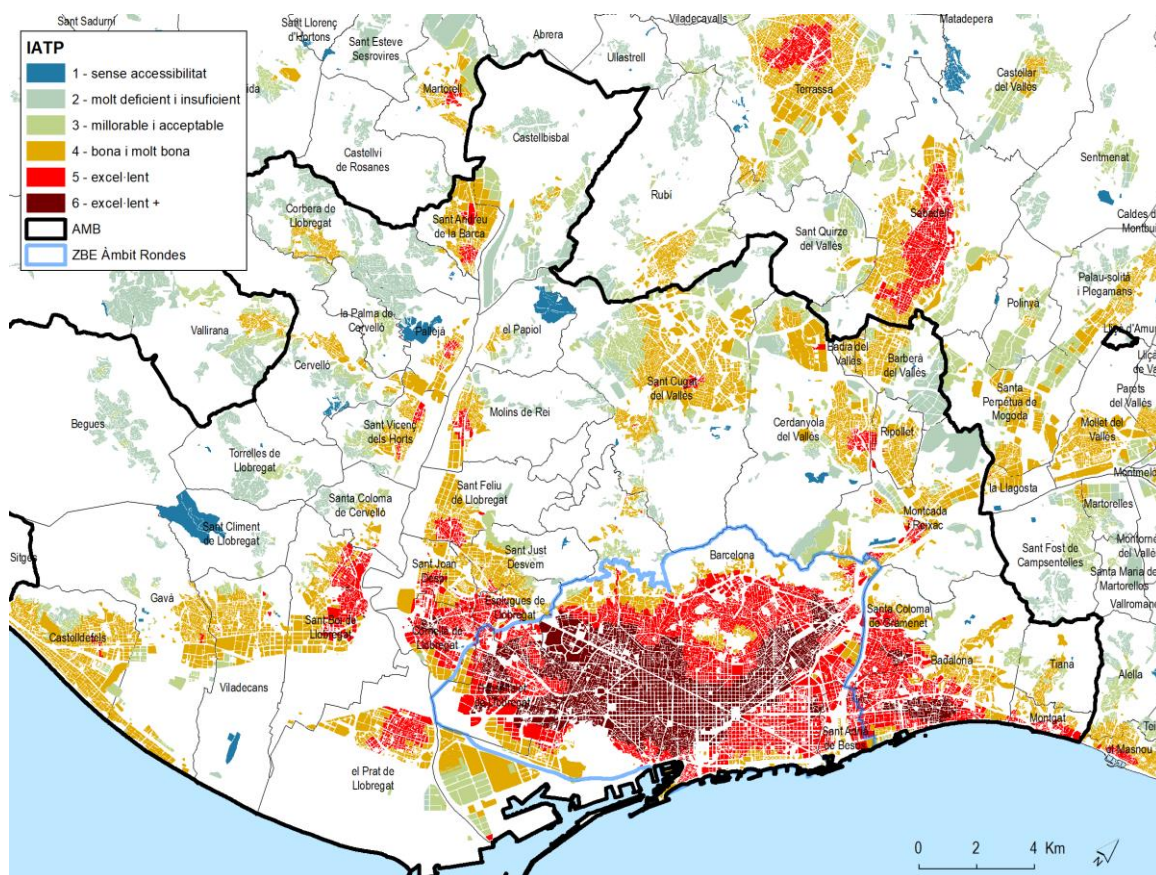 IATP
1 - sense accessibilitat
2 - molt deficient i insuficient
3 - millorable i acceptable
4 - bona i molt bona
5 - excel·lent
6 - excel·lent +
AMB
ZBE Àmbit Rondes
Sant Sadurní
Sant Llorenç
d'Hortons
Sant Esteve
Sesrovires
Abrera
Ullastrell
Viladecavalls
Matadepera
Terrassa
Castellar
del Vallès
Martorell
Castellbisbal
Castellví
de Rosanes
Rubí
Sentmenat
Sabadell
Caldes d
Montbui
Corbera de
Llobregat
Sant Andreu
de la Barca
Sant Quirze
del Vallès
Palau-solità
i Plegamans
Polinyà
la Palma de
Cervelló
Pallejà
el Papiol
Vallirana
Cervelló
Lliçà d'Amun
Lliçà
de Va
Badia del
Vallès
Barberà
del Vallès
Sant Cugat
del Vallès
Santa
Perpètua de
Mogoda
Parets
del Vallès
Begues
Sant Vicenç
dels Horts
Molins de Rei
Cerdanyola
del Vallès
Ripollet
Mollet del
Vallès
Torrelles de
Llobregat
Montmeló
la Llagosta
Santa Coloma
de Cervelló
Sant Feliu
de Llobregat
Martorelles
Montcada
i Reixac
Sant Climent
de Llobregat
Sitges
Sant Just
Desvern
Barcelona
Sant Fost de
Campsentelles
Montorné
del Vallè
Santa Maria de
Martorelles
Sant Joan
Despí
Gavà
Vallromane
Esplugues de
Llobregat
Santa Coloma
de Gramenet
Castelldefels
Sant Boi de
Llobregat
Cornellà de
Llobregat
Badalona
Tiana
Alella
Viladecans
Montgat
Sant Adrià
de Besòs
Tei
el Masnou
el Prat de
Llobregat
0 2 4 Km
N